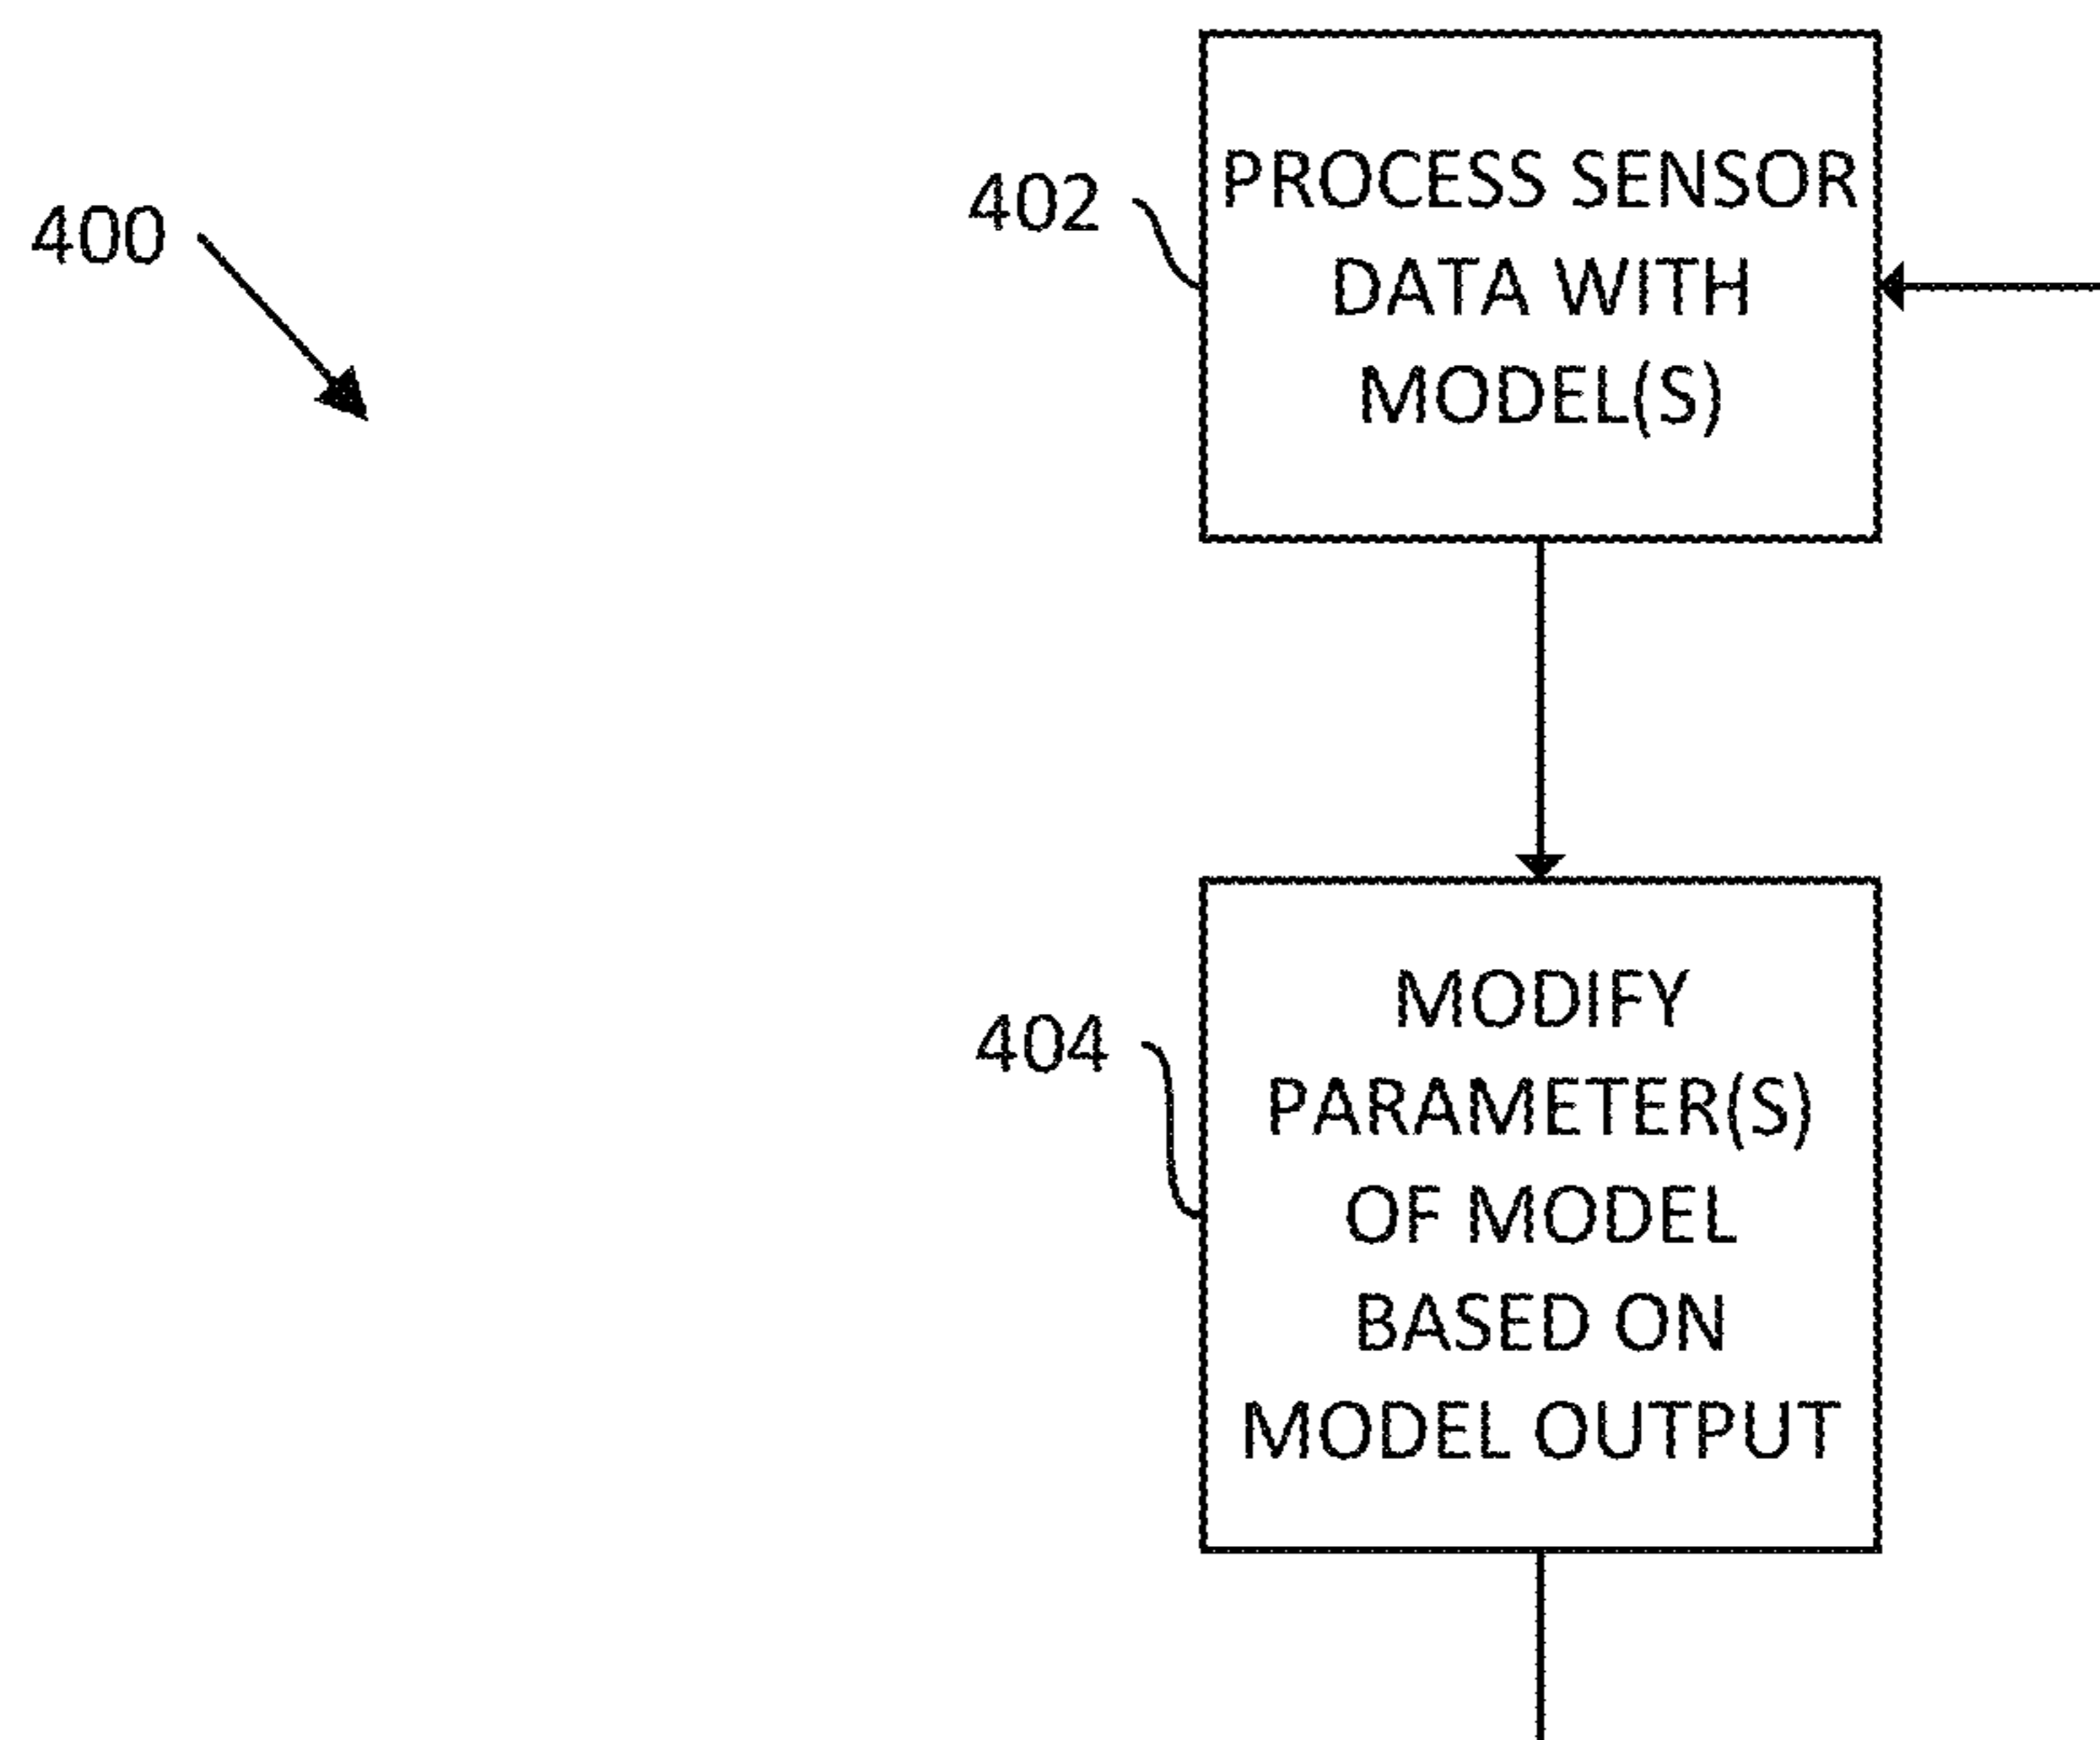 400
402
PROCESS SENSOR
DATA WITH
MODEL(S)
404
MODIFY
PARAMETER(S)
OF MODEL
BASED ON
MODEL OUTPUT